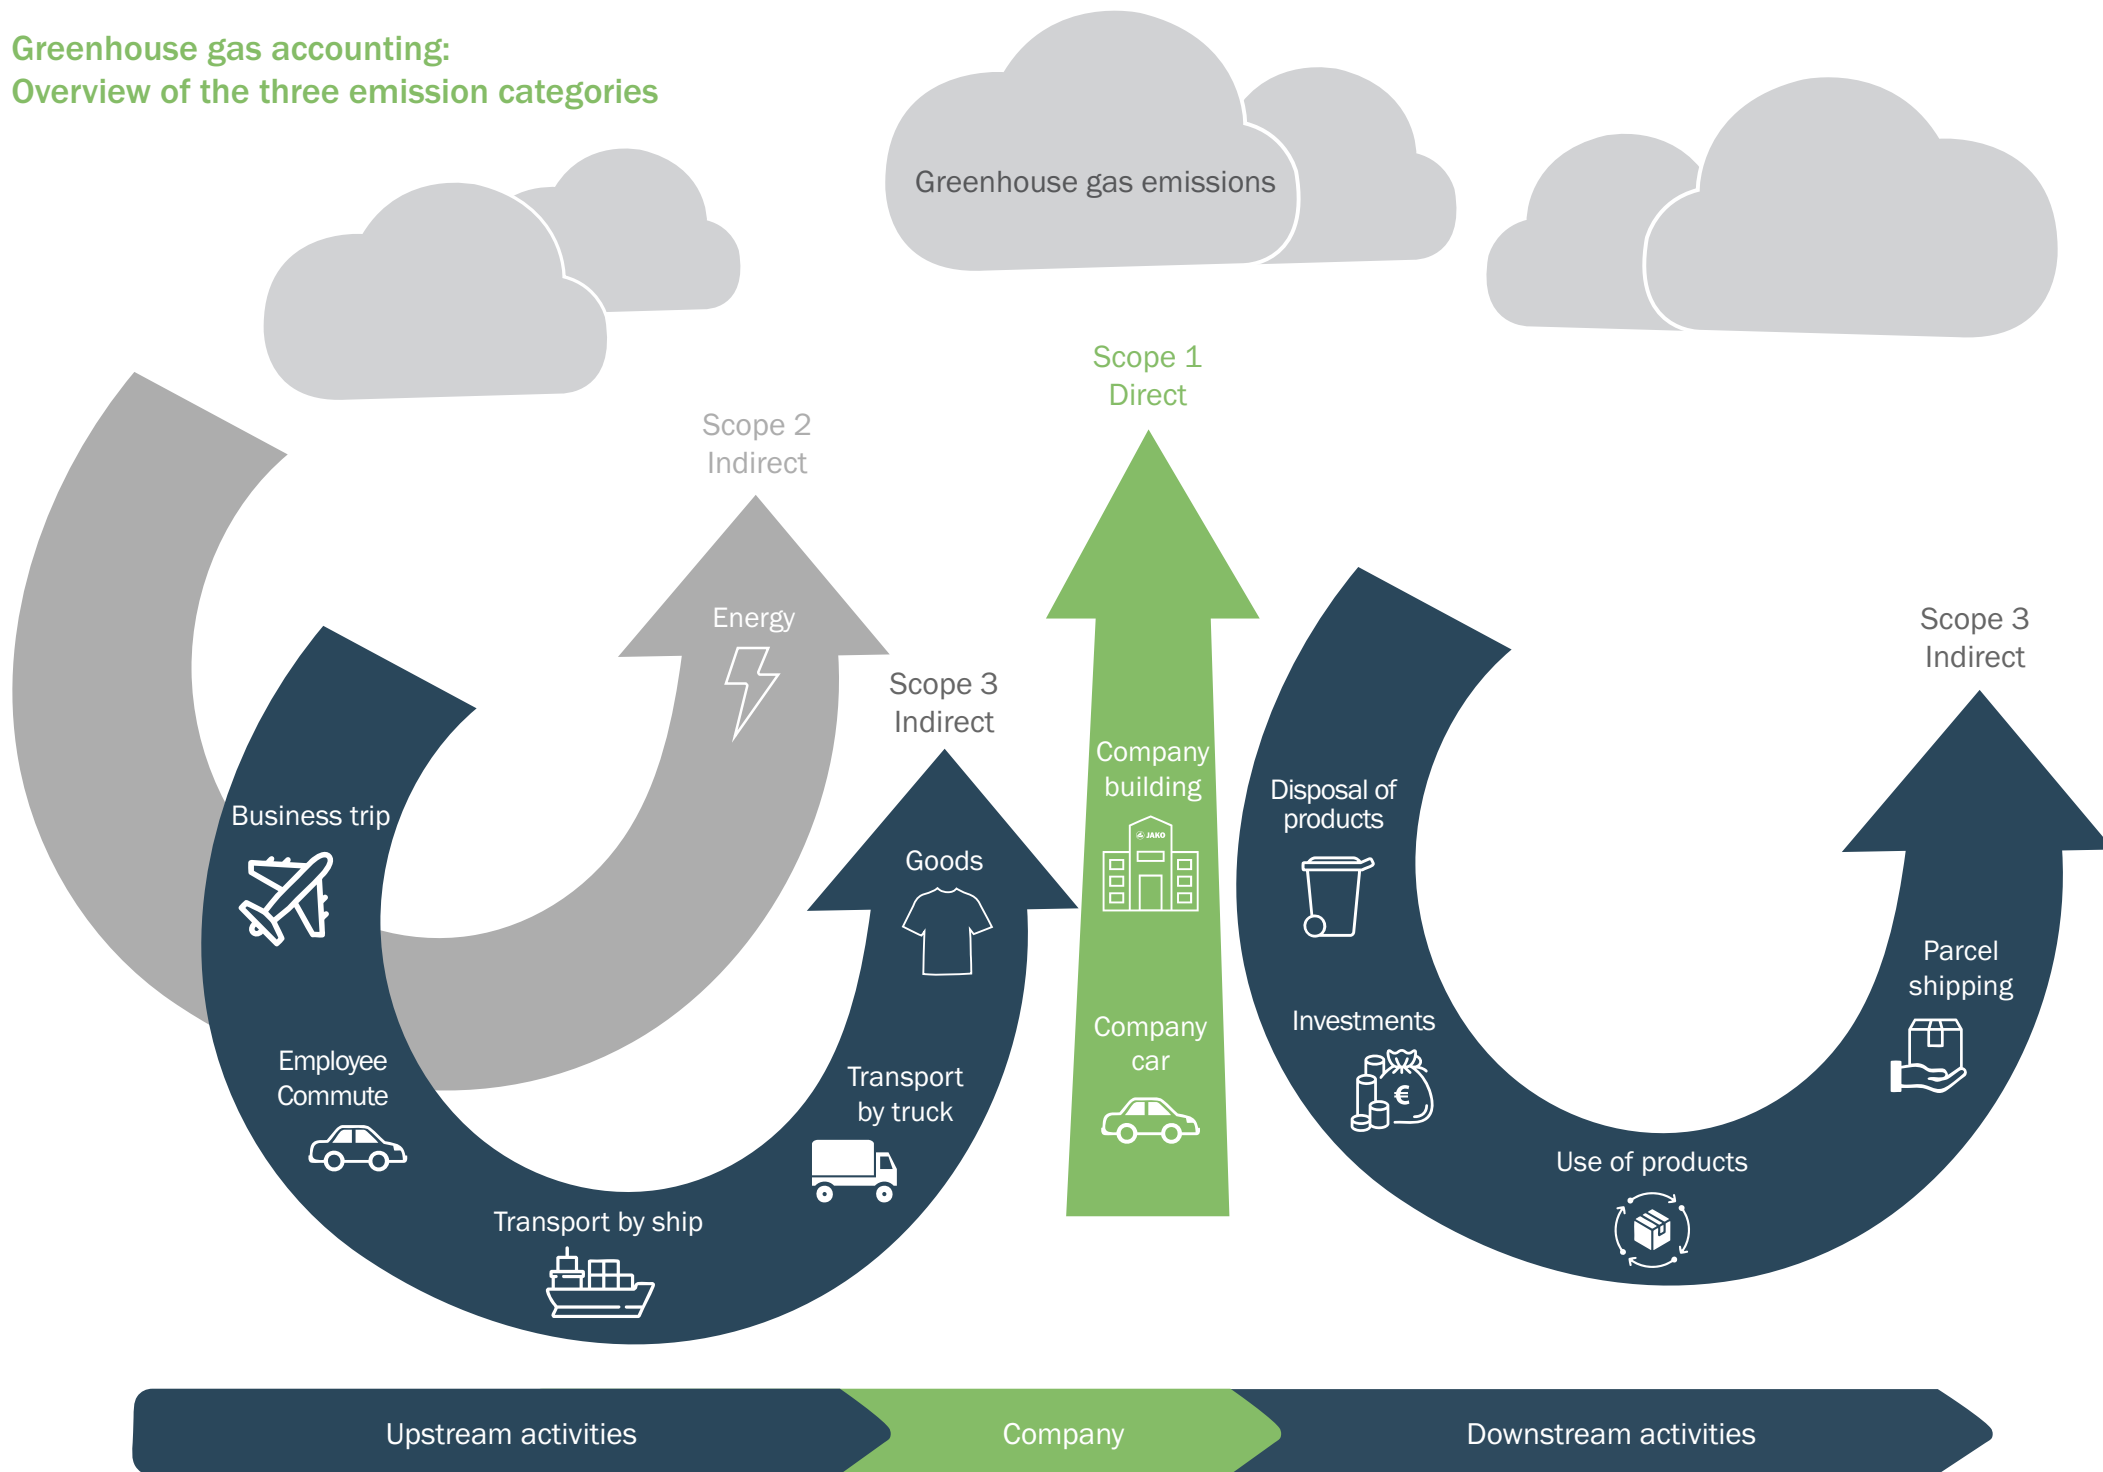 Greenhouse gas accounting:
Overview of the three emission categories
Greenhouse gas emissions
Scope 1
Direct
Scope 2
Indirect
Energy
Scope 3
Indirect
Business trip
Employee
Commute
Transport by ship
Transport
by truck
Goods
Company
building
JAKO
Company
car
Scope 3
Indirect
Disposal of
products
Investments
€
Use of products
Parcel
shipping
Upstream activities
Company
Downstream activities